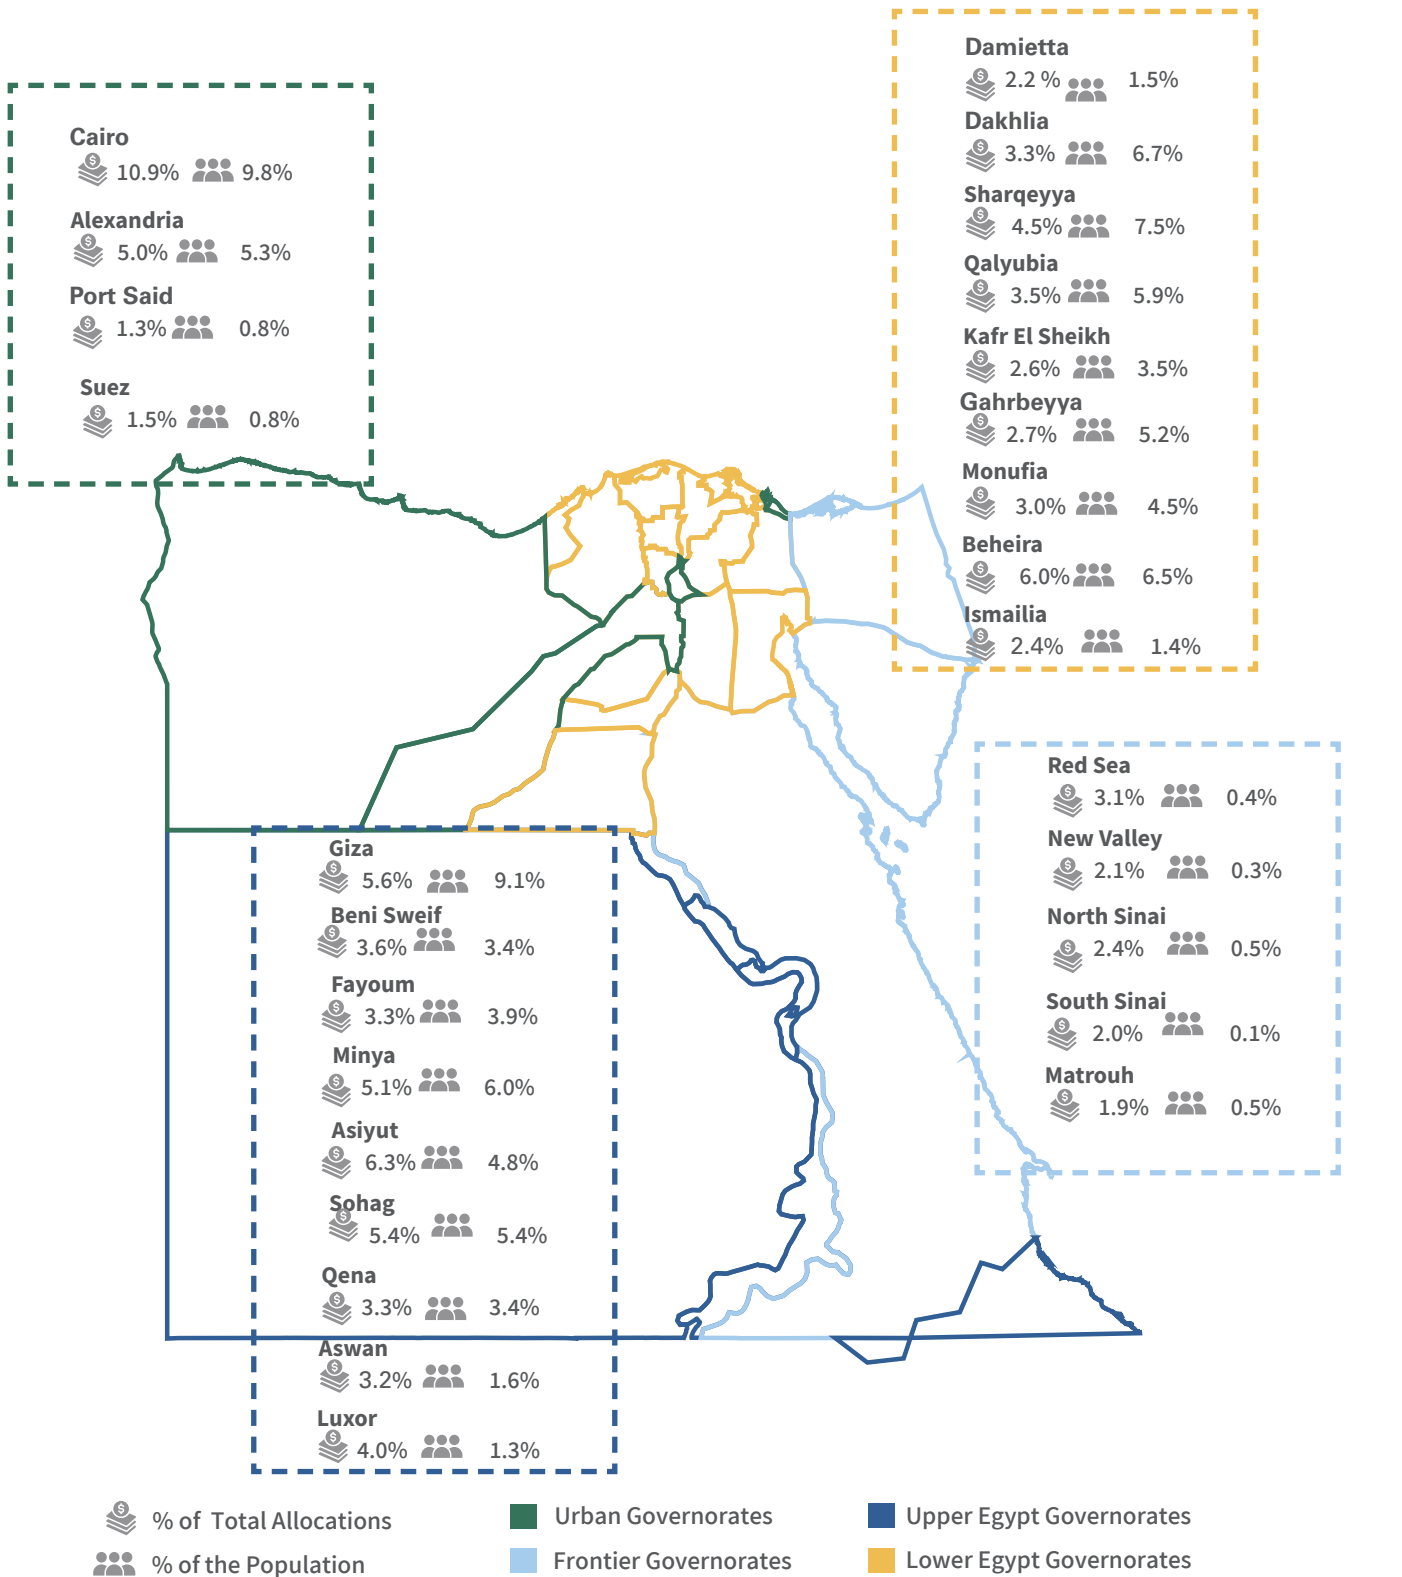 Cairo
10.9% 9.8%
Alexandria
5.0% 5.3%
Port Said
1.3% 0.8%
Suez
1.5% 0.8%
Damietta
2.2 % 1.5%
Dakhlia
3.3% 6.7%
Sharqeyya
4.5% 7.5%
Qalyubia
3.5% 5.9%
Kafr El Sheikh
2.6% 3.5%
Gahrbeyya
2.7% 5.2%
Monufia
3.0% 4.5%
Beheira
6.0% 6.5%
Ismailia
2.4% 1.4%
Red Sea
3.1% 0.4%
New Valley
2.1% 0.3%
North Sinai
2.4% 0.5%
South Sinai
2.0% 0.1%
Matrouh
1.9% 0.5%
Giza
5.6% 9.1%
Beni Sweif
3.6% 3.4%
Fayoum
3.3% 3.9%
Minya
5.1% 6.0%
Asiyut
6.3% 4.8%
Sohag
5.4% 5.4%
Qena
3.3% 3.4%
Aswan
3.2% 1.6%
Luxor
4.0% 1.3%
% of Total Allocations
% of the Population
Urban Governorates
Frontier Governorates
Upper Egypt Governorates
Lower Egypt Governorates